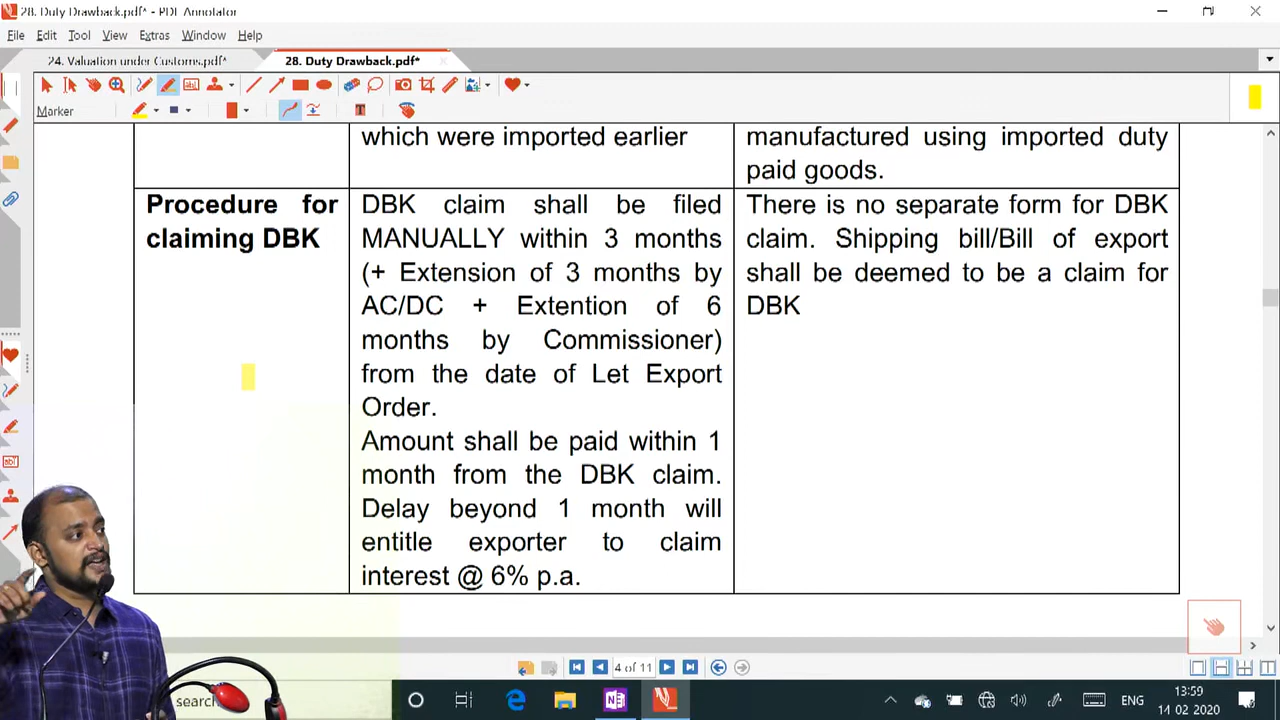 28. Duty Drawback.pdf* - PDF Annotator
File Edit Tool View Extras Window Help
24. Valuation under Customs.pdf* 28. Duty Drawback.pdf*
Marker
which were imported earlier
manufactured using imported duty
paid goods.
Procedure for
claiming DBK
DBK claim shall be filed
MANUALLY within 3 months
(+ Extension of 3 months by
AC/DC + Extention of 6
months by Commissioner)
from the date of Let Export
Order.
Amount shall be paid within 1
month from the DBK claim.
Delay beyond 1 month will
entitle exporter to claim
interest @ 6% p.a.
There is no separate form for DBK
claim. Shipping bill/Bill of export
shall be deemed to be a claim for
DBK
4 of 11
search
ENG
13:59
14-02-2020